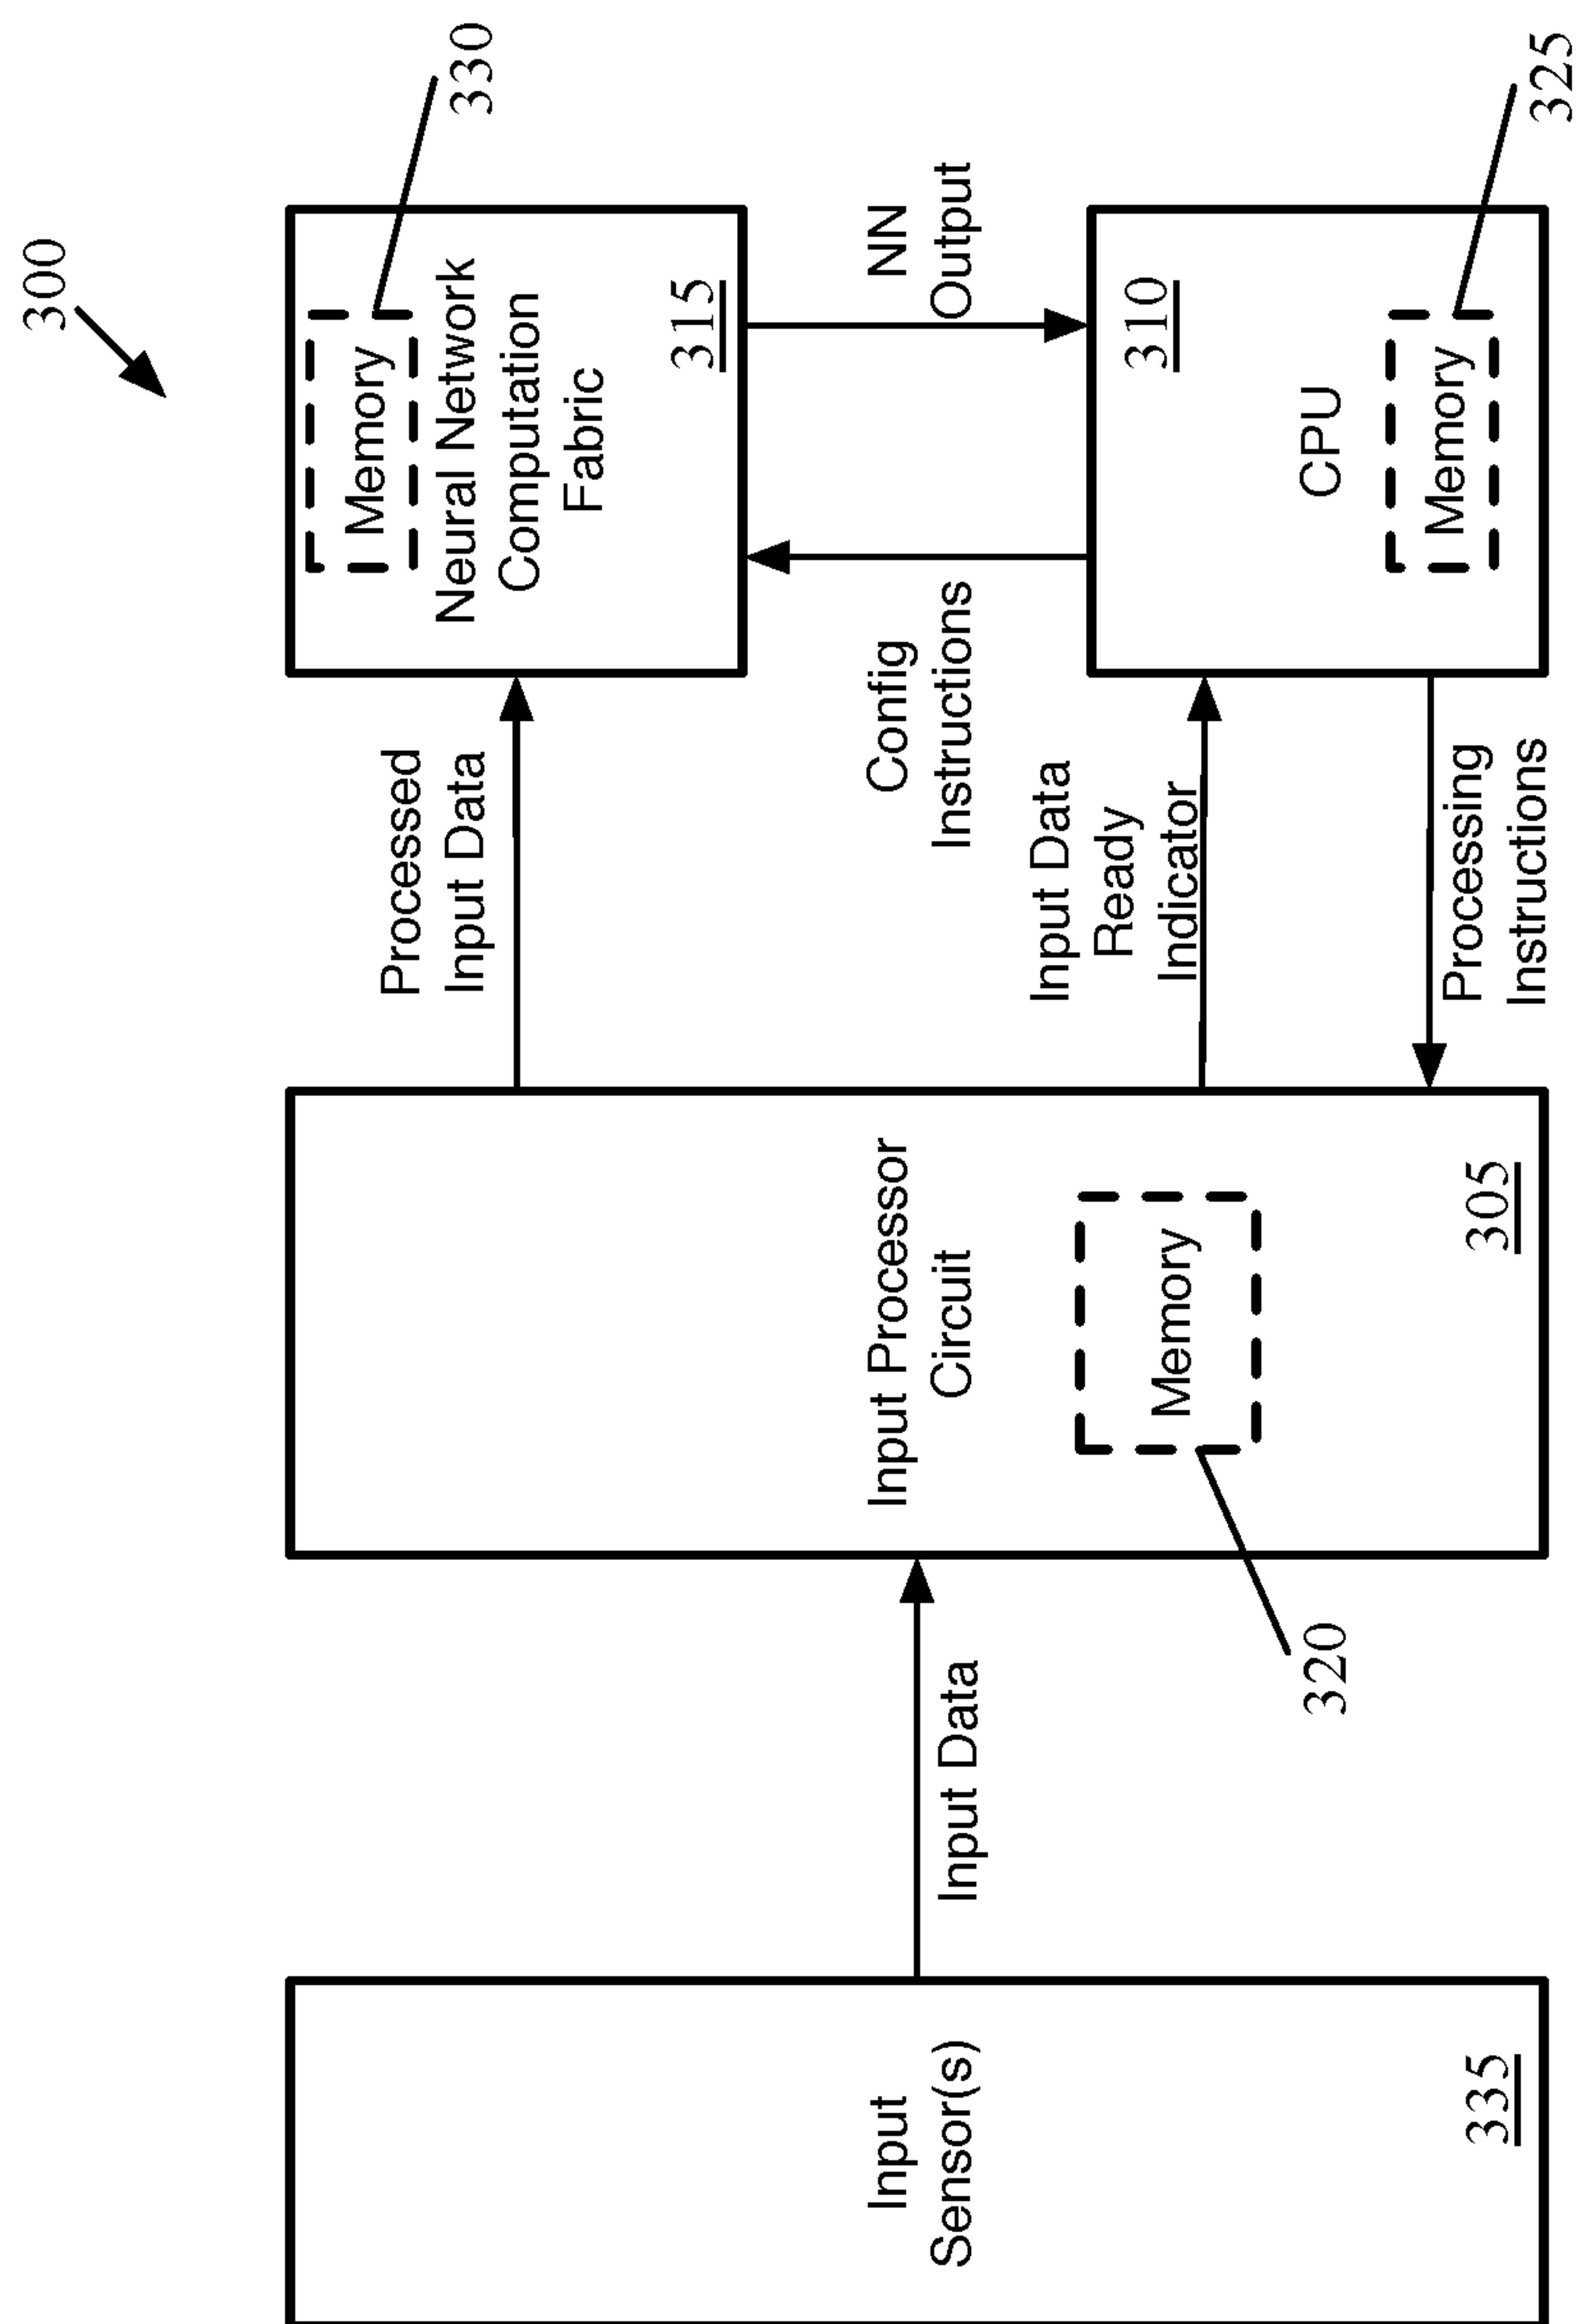 300
330
Memory
Neural Network
Computation
Fabric
315
Processed
Input Data
NN
Output
Config
Instructions
Input Processor
Circuit
Memory
305
320
Input Data
Input
Sensor(s)
335
Input Data
Ready
Indicator
310
CPU
Memory
325
Processing
Instructions